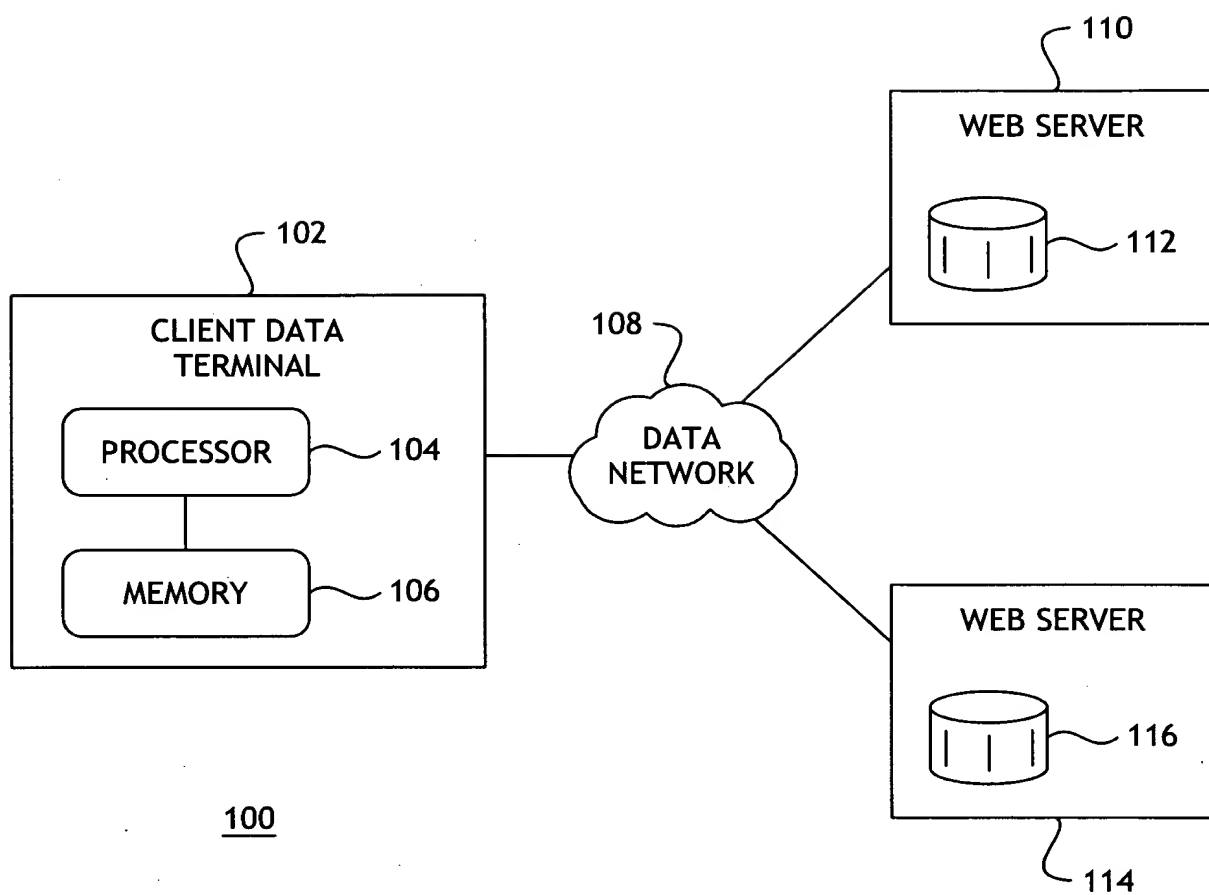 110
WEB SERVER
112
102
CLIENT DATA
TERMINAL
108
PROCESSOR
104
DATA
NETWORK
MEMORY
106
WEB SERVER
116
100
114